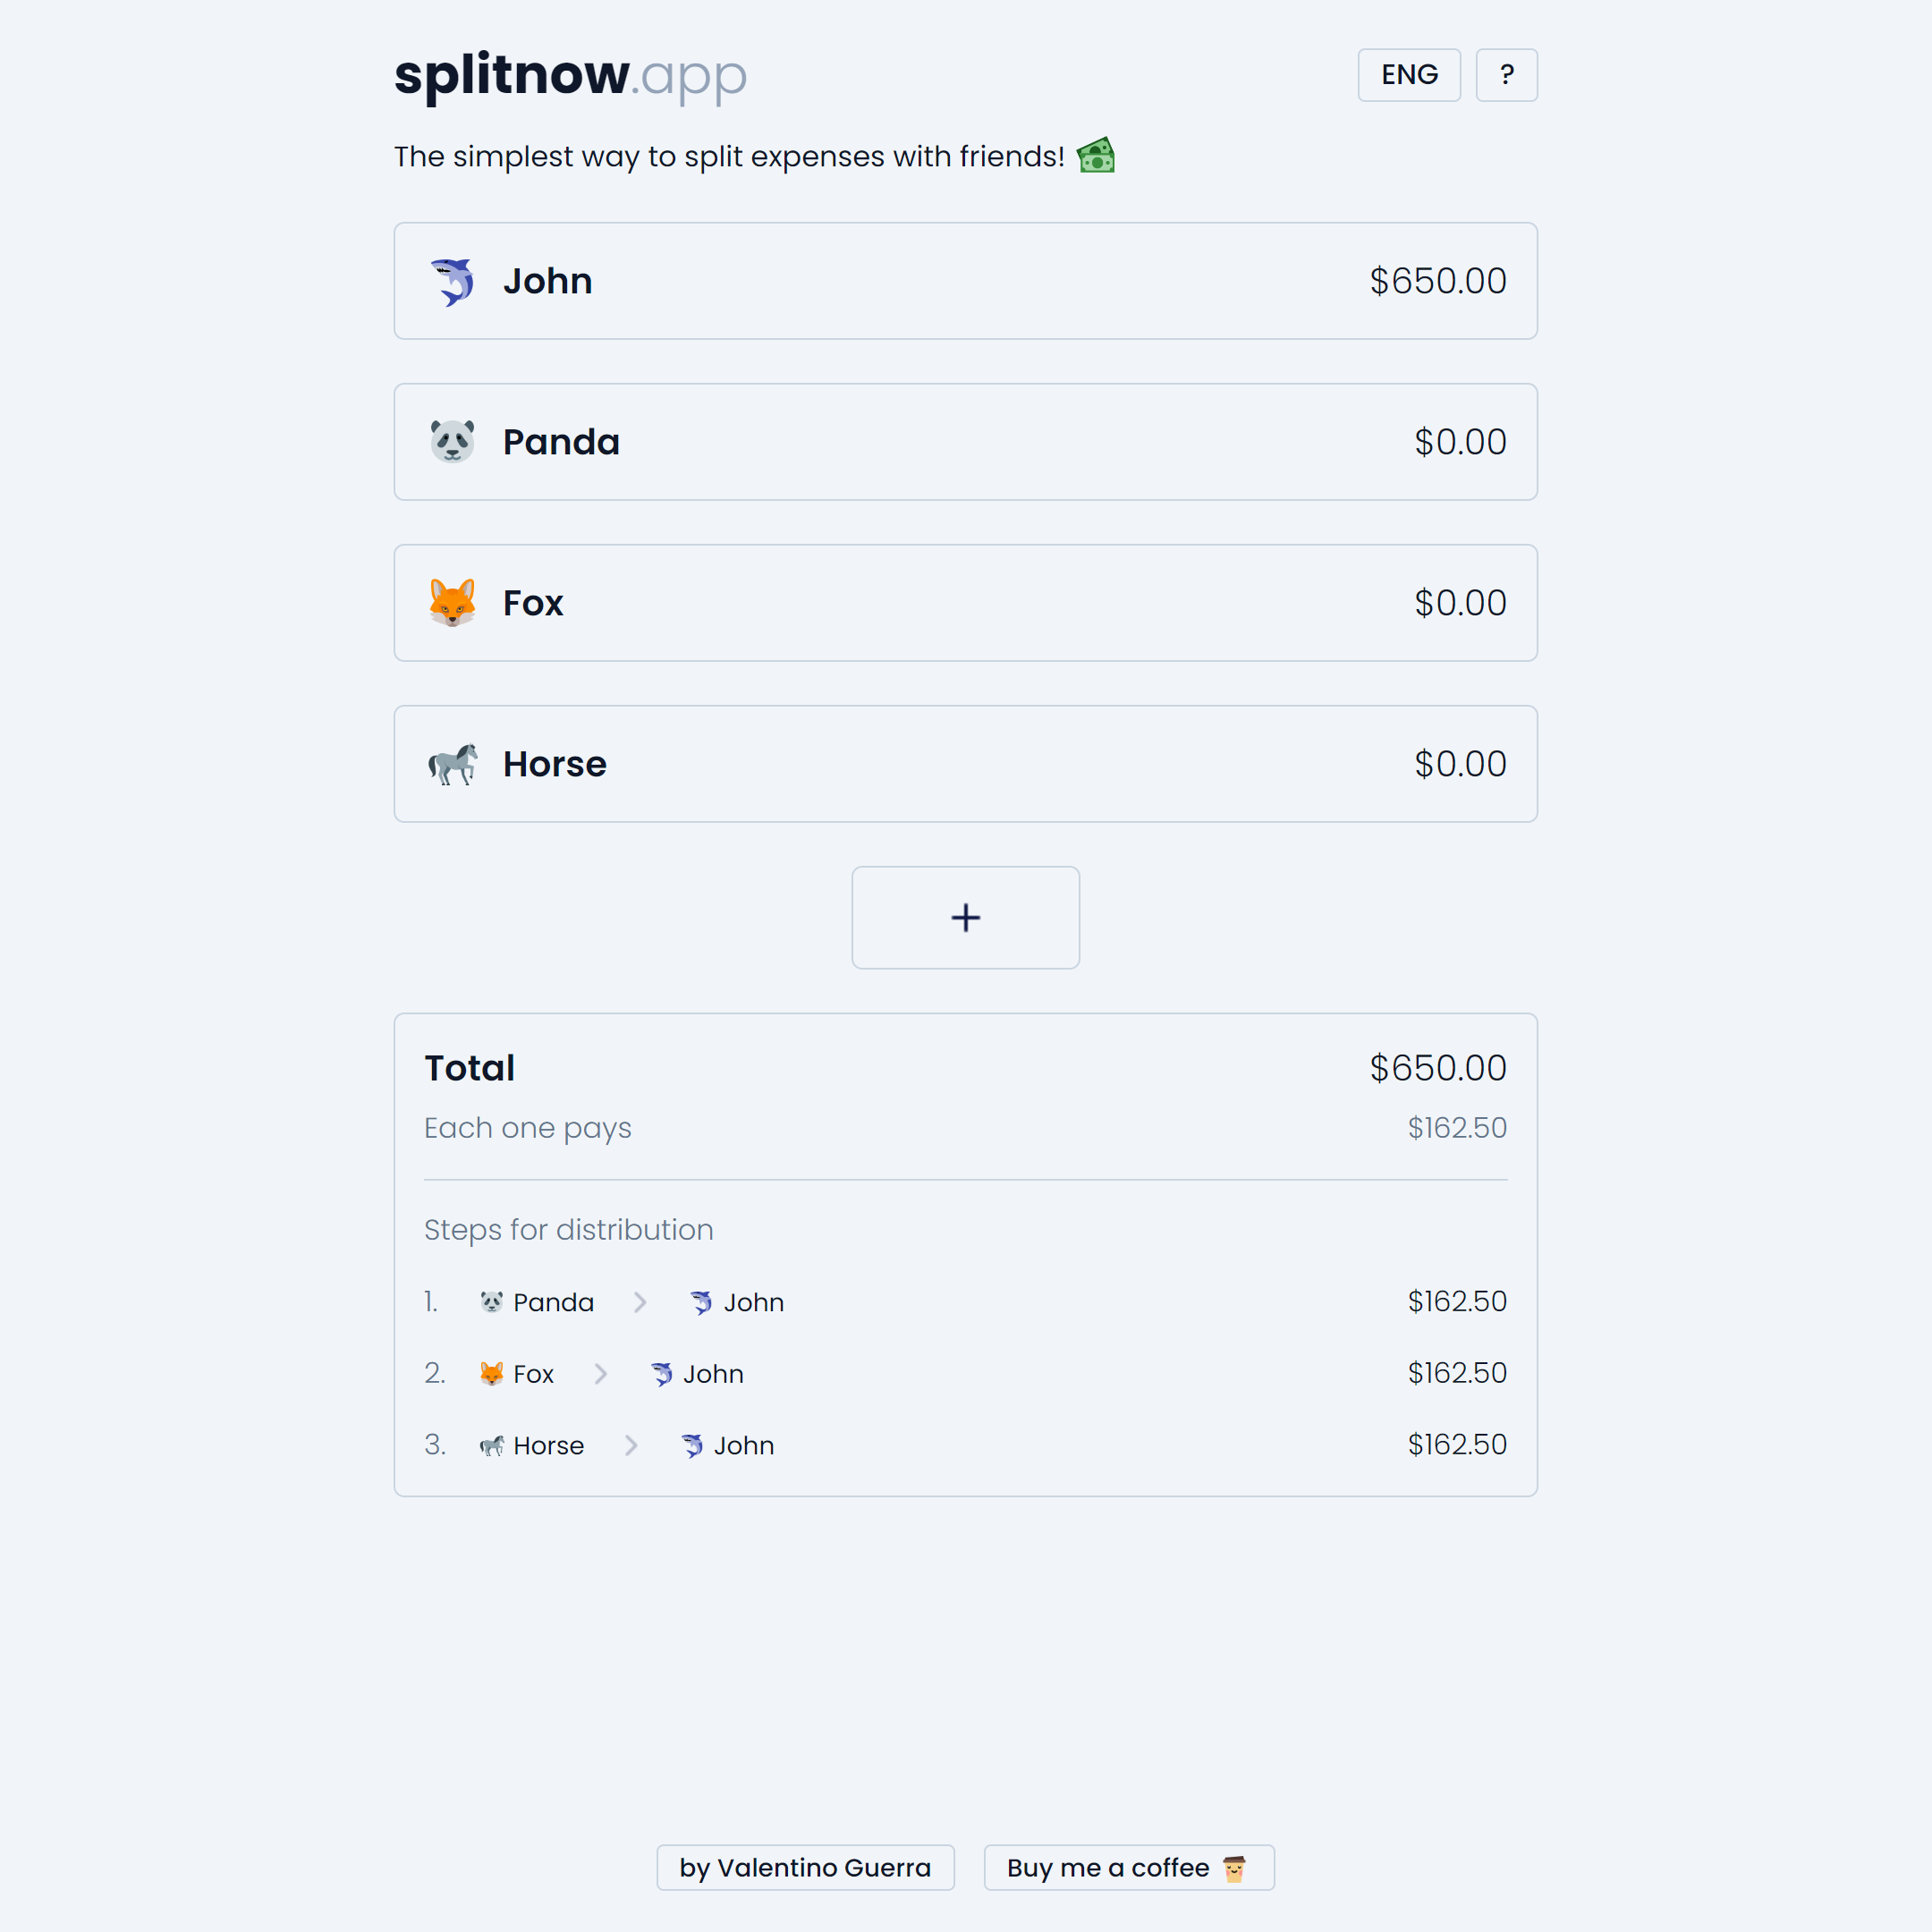 splitnow.app
ENG
?
The simplest way to split expenses with friends!
John $650.00
Panda $0.00
Fox $0.00
Horse $0.00
+
Total $650.00
Each one pays $162.50
Steps for distribution
1. Panda > John $162.50
2. Fox > John $162.50
3. Horse > John $162.50
by Valentino Guerra
Buy me a coffee